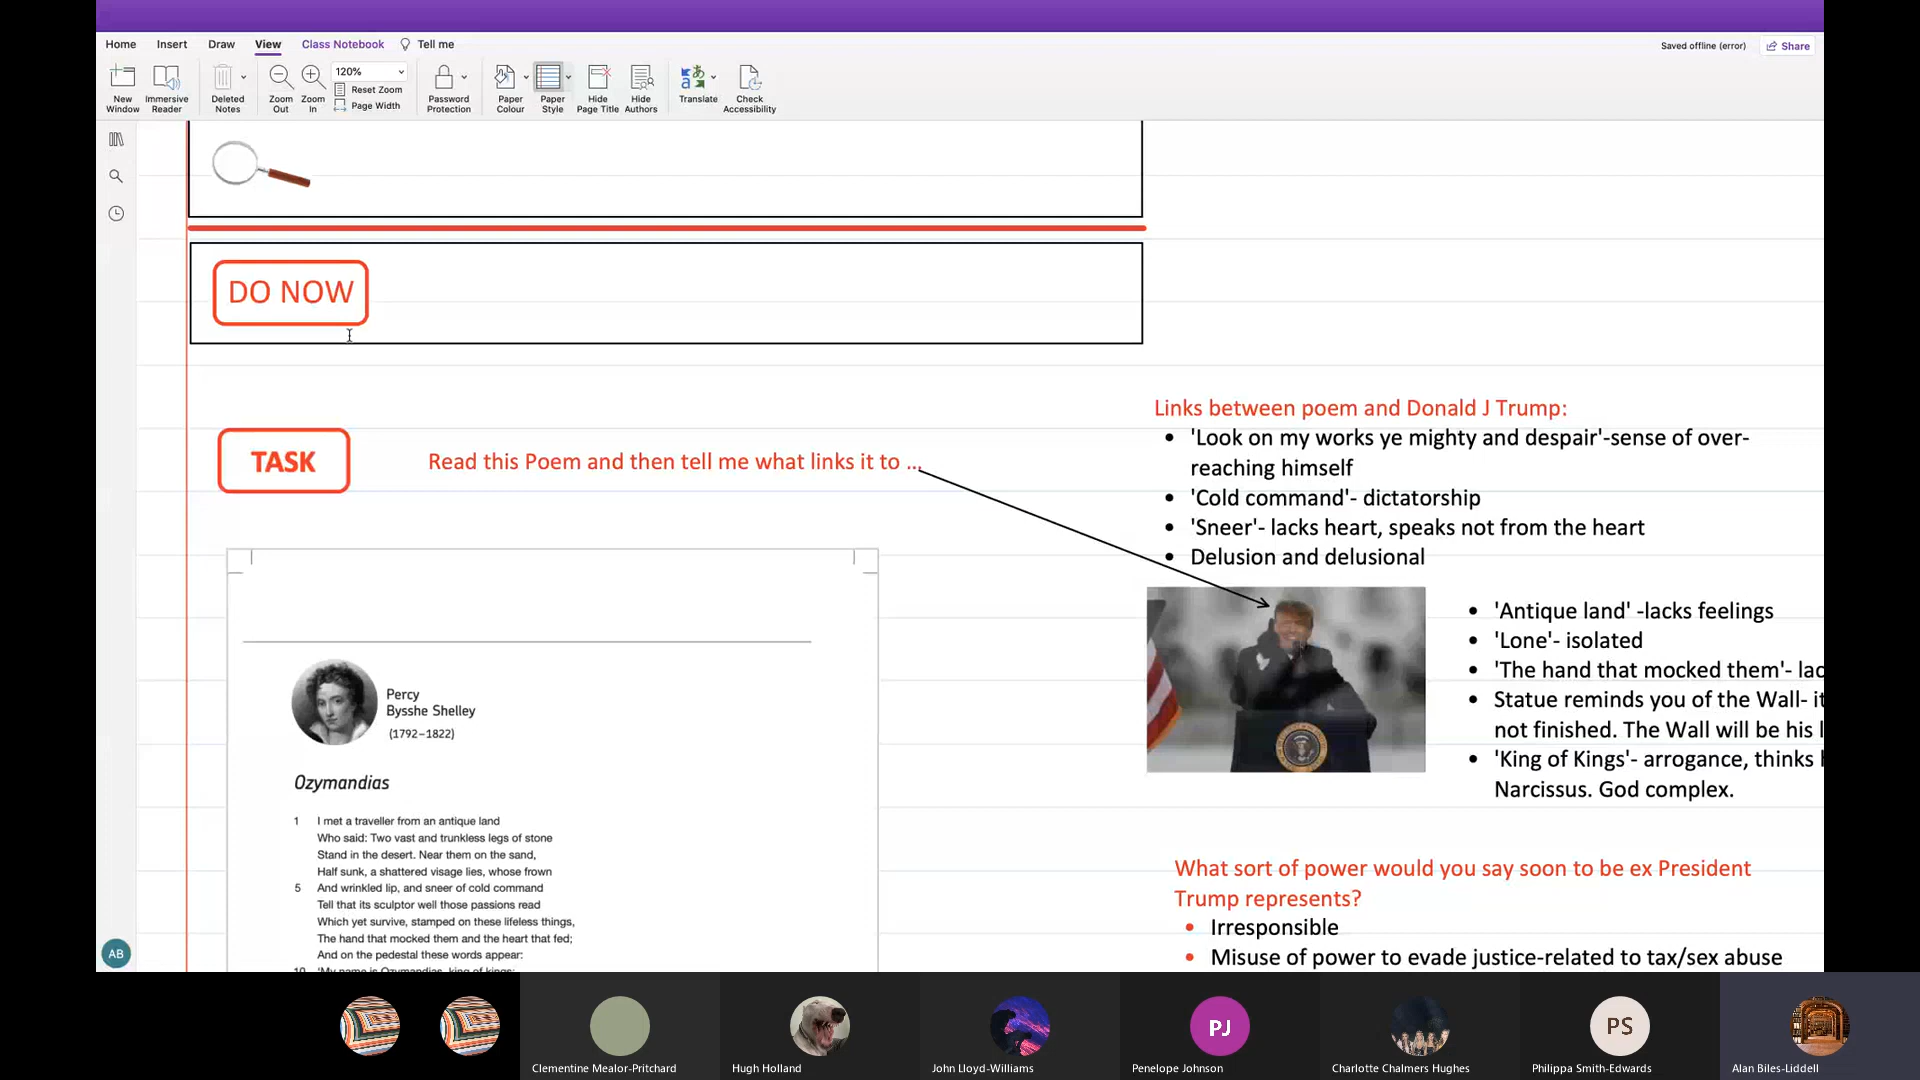 Home Insert Draw View Class Notebook Tell me
Saved offline (error) Share
New Window
Immersive Reader
Deleted Notes
Zoom Out
Zoom In
120%
Reset Zoom
Page Width
Password Protection
Paper Colour
Paper Style
Hide Page Title
Hide Authors
Translate
Check Accessibility
DO NOW
TASK
Read this Poem and then tell me what links it to ...
Links between poem and Donald J Trump:
• 'Look on my works ye mighty and despair'-sense of over-
reaching himself
• 'Cold command'- dictatorship
• 'Sneer'- lacks heart, speaks not from the heart
• Delusion and delusional
• 'Antique land' -lacks feelings
• 'Lone'- isolated
• 'The hand that mocked them'-
• Statue reminds you of the Wall-
not finished. The Wall will be his
• 'King of Kings'- arrogance, thinks
Narcissus. God complex.
Percy
Bysshe Shelley
(1792–1822)
Ozymandias
1 I met a traveller from an antique land
Who said: Two vast and trunkless legs of stone
Stand in the desert. Near them on the sand,
Half sunk, a shattered visage lies, whose frown
5 And wrinkled lip, and sneer of cold command
Tell that its sculptor well those passions read
Which yet survive, stamped on these lifeless things,
The hand that mocked them and the heart that fed;
And on the pedestal these words appear:
10 'My name is Ozymandias, king of kings:
What sort of power would you say soon to be ex President
Trump represents?
• Irresponsible
• Misuse of power to evade justice-related to tax/sex abuse
AB
PJ
PS
Clementine Mealor-Pritchard
Hugh Holland
John Lloyd-Williams
Penelope Johnson
Charlotte Chalmers Hughes
Philippa Smith-Edwards
Alan Biles-Liddell